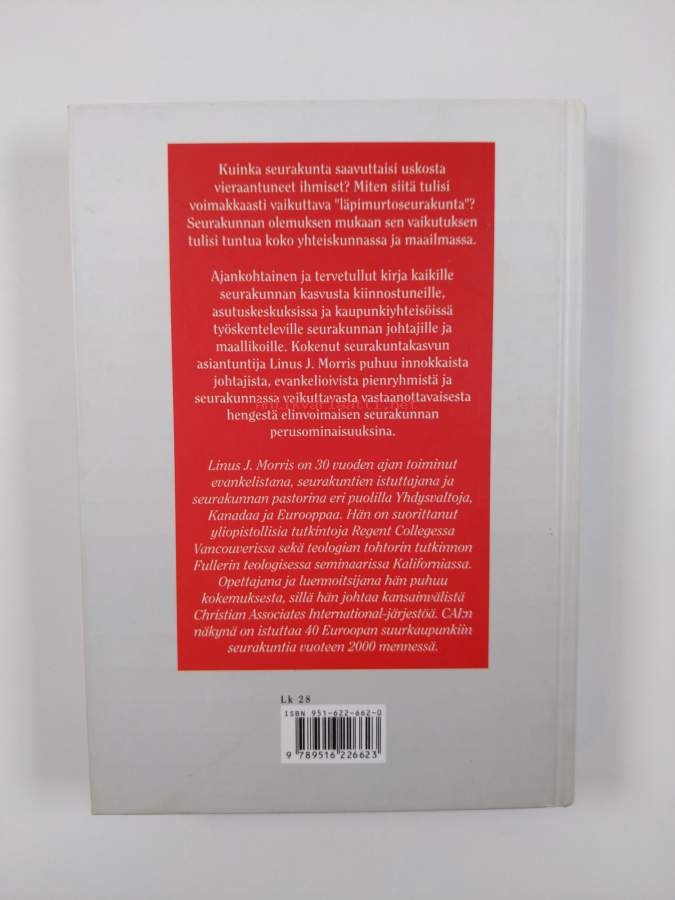 Kuinka seurakunta saavuttaisi uskosta
vieraantuneet ihmiset? Miten siitä tulisi
voimakkaasti vaikuttava "läpimurtoseurakunta"?
Seurakunnan olemuksen mukaan sen vaikutuksen
tulisi tuntua koko yhteiskunnassa ja maailmassa.
Ajankohtainen ja tervetullut kirja kaikille
seurakunnan kasvusta kiinnostuneille,
asutuskeskuksissa ja kaupunkiyhteisöissä
työskenteleville seurakunnan johtajille ja
maallikoille. Kokenut seurakuntakasvun
asiantuntija Linus J. Morris puhuu innokkaista
johtajista, evankelioivista pienryhmistä ja
seurakunnassa vaikuttavasta vastaanottavaisesta
antikvariaatti.net
hengestä elinvoimaisen seurakunnan
perusominaisuuksina.
Linus J. Morris on 30 vuoden ajan toiminut
evankelistana, seurakuntien istuttajana ja
seurakunnan pastorina eri puolilla Yhdysvaltoja,
Kanadaa ja Eurooppaa. Hän on suorittanut
yliopistollisia tutkintoja Regent Collegessa
Vancouverissa sekä teologian tohtorin tutkinnon
Fullerin teologisessa seminaarissa Kaliforniassa.
Opettajana ja luennoitsijana hän puhuu
kokemuksesta, sillä hän johtaa kansainvälistä
Christian Associates International-järjestöä. CAI:n
näkynä on istuttaa 40 Euroopan suurkaupunkiin
seurakuntia vuoteen 2000 mennessä.
Lk 28
ISBN 951-622-662-0
9 789516 226623